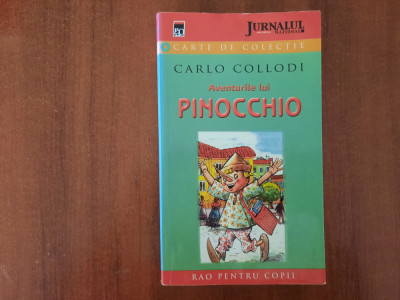 JURNALUL
NAȚIONAL
CARTE DE COLECȚIE
CARLO COLLODI
Aventurile lui
PINOCCHIO
RAO PENTRU COPII